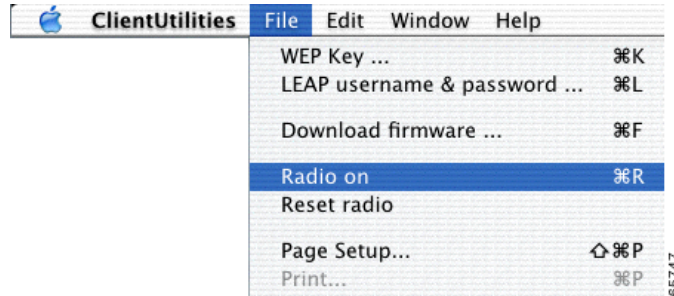 ClientUtilities File Edit Window Help
WEP Key ... ⌘K
LEAP username & password ... ⌘L
Download firmware ... ⌘F
Radio on ⌘R
Reset radio
Page Setup... ⇧⌘P
Print... ⌘P
65747